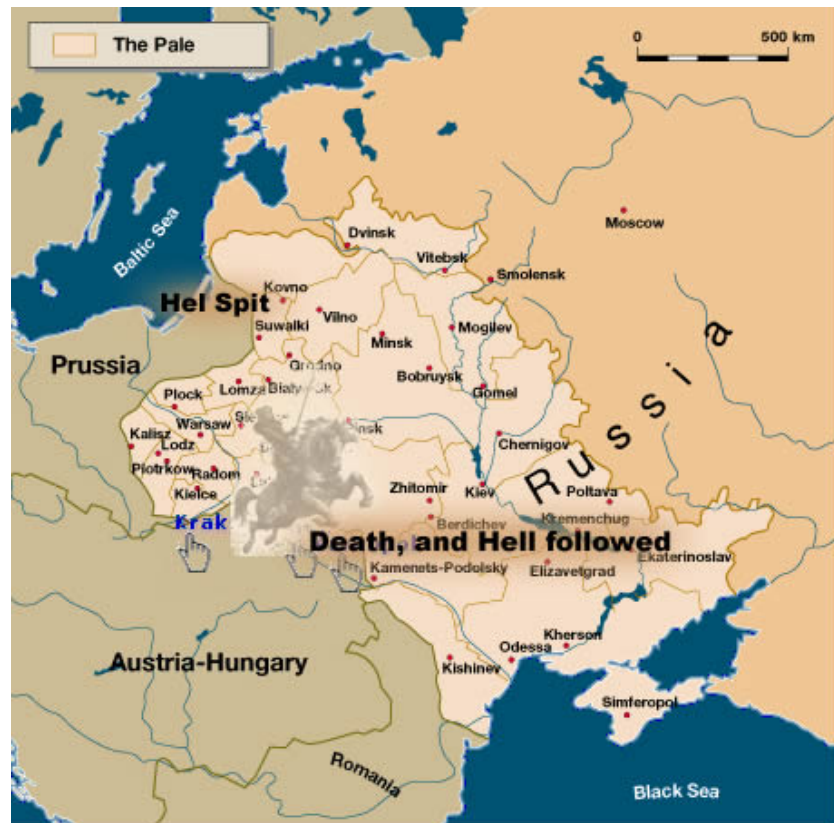 The Pale
0 500 km
Moscow
Baltic Sea
Dvinsk
Vitebsk
Smolensk
Kovno
Hel Spit
Vilno
Suwalki
Mogilev
Minsk
Prussia
Grodno
Russia
Bobruysk
Lomza
Gomel
Plock
Warsaw
Kalisz
Lodz
Chernigov
Piotrkow
Radom
Kielce
Zhitomir
Kiev
Poltava
Krak
Berdichev
Kremenchug
Death, and Hell followed
Ekaterinoslav
Kamenets-Podolsky
Elizavetgrad
Austria-Hungary
Kherson
Odessa
Kishinev
Simferopol
Romania
Black Sea